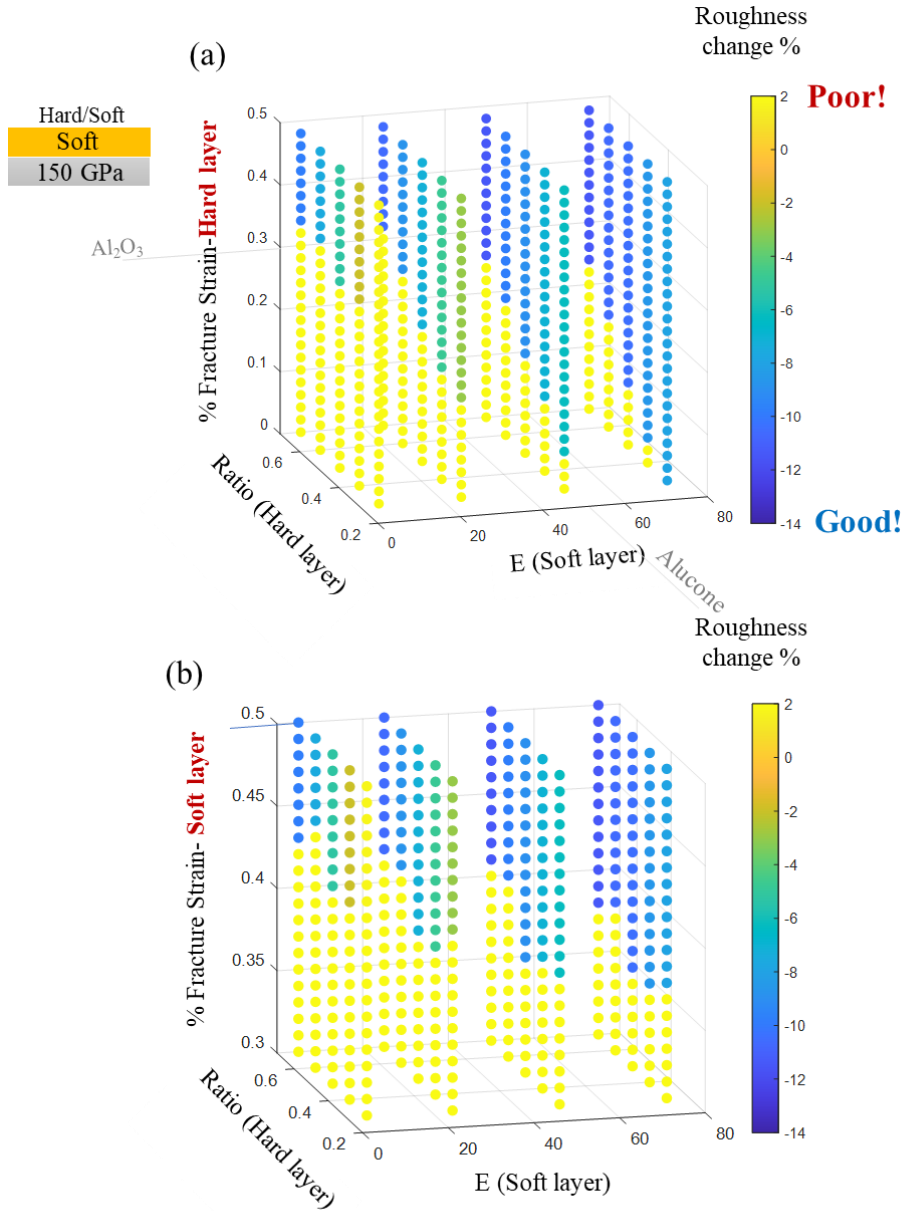 Roughness
change %
(a)
Poor!
Hard/Soft
Soft
150 GPa
% Fracture Strain-Hard layer
0.5
0.4
0.3
0.2
0.1
0
Al₂O₃
Ratio (Hard layer)
0.6
0.4
0.2
0
20
40
60
80
E (Soft layer)
Alucone
2
0
-2
-4
-6
-8
-10
-12
-14
Good!
Roughness
change %
(b)
% Fracture Strain- Soft layer
0.5
0.45
0.4
0.35
0.3
Ratio (Hard layer)
0.6
0.4
0.2
0
20
40
60
80
E (Soft layer)
2
0
-2
-4
-6
-8
-10
-12
-14